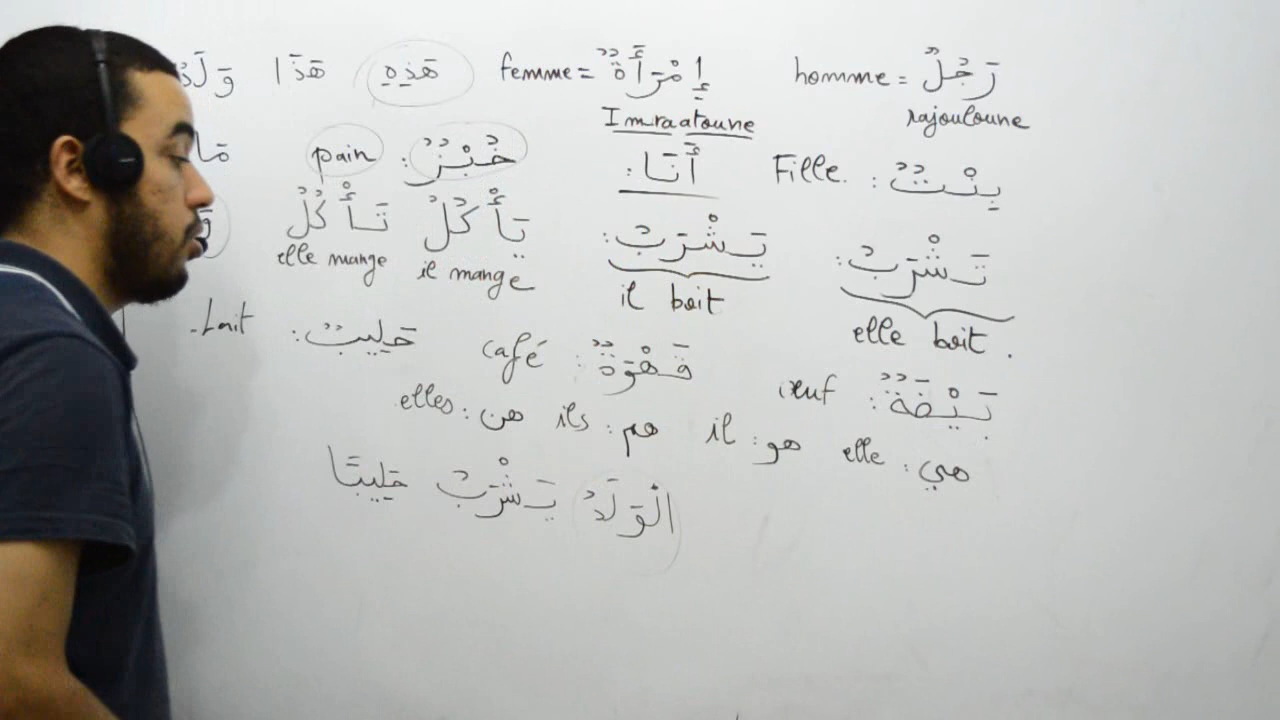 رَجُلٌ = homme إِمْرَأَةٌ = femme هَذِهِ هَذَا وَلَدٌ
rajouloune Imraatoune
بِنْتٌ : Fille. أَنَا : خُبْزٌ : pain مَا
تَشْرَبُ : يَشْرَبُ : يَأْكُلُ تَأْكُلُ
elle boit . il boit il mange elle mange
بَيْضَةٌ : œuf قَهْوَةٌ : café حَلِيبٌ : Lait
هي : elle هو : il هم : ils هن : elles
الْوَلَدُ يَشْرَبُ حَلِيبًا